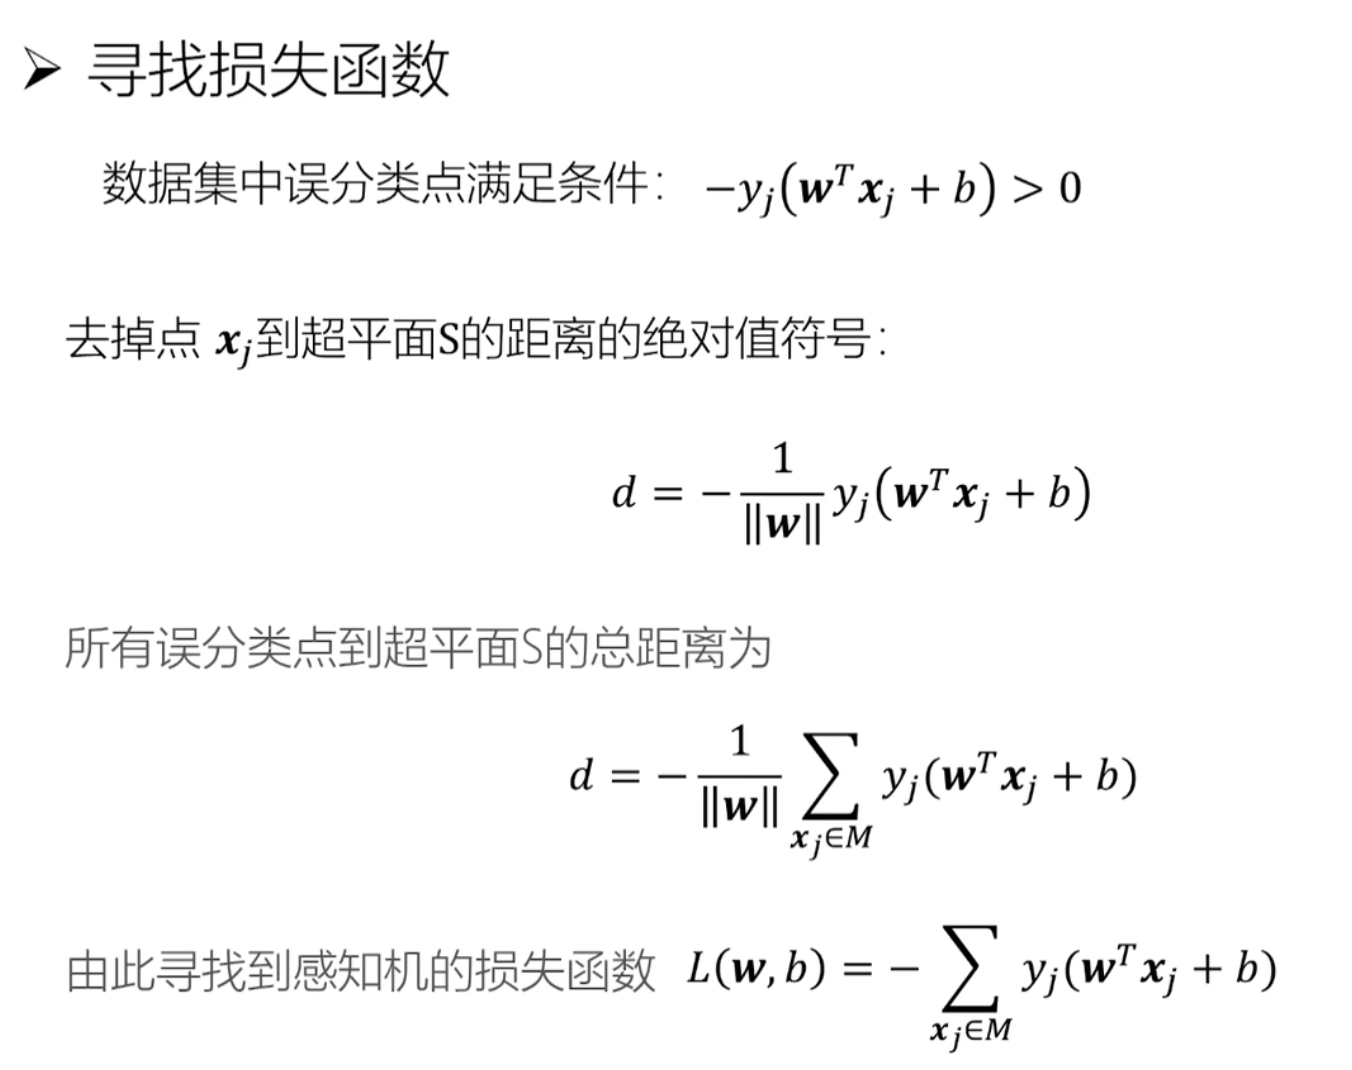 ➢ 寻找损失函数
数据集中误分类点满足条件： $-y_j(\boldsymbol{w}^T\boldsymbol{x}_j + b) > 0$
去掉点 $\boldsymbol{x}_j$到超平面S的距离的绝对值符号：
$d = -\frac{1}{\|\boldsymbol{w}\|}y_j(\boldsymbol{w}^T\boldsymbol{x}_j + b)$
所有误分类点到超平面S的总距离为
$d = -\frac{1}{\|\boldsymbol{w}\|}\sum_{\boldsymbol{x}_j \in M} y_j(\boldsymbol{w}^T\boldsymbol{x}_j + b)$
由此寻找到感知机的损失函数 $L(\boldsymbol{w}, b) = -\sum_{\boldsymbol{x}_j \in M} y_j(\boldsymbol{w}^T\boldsymbol{x}_j + b)$